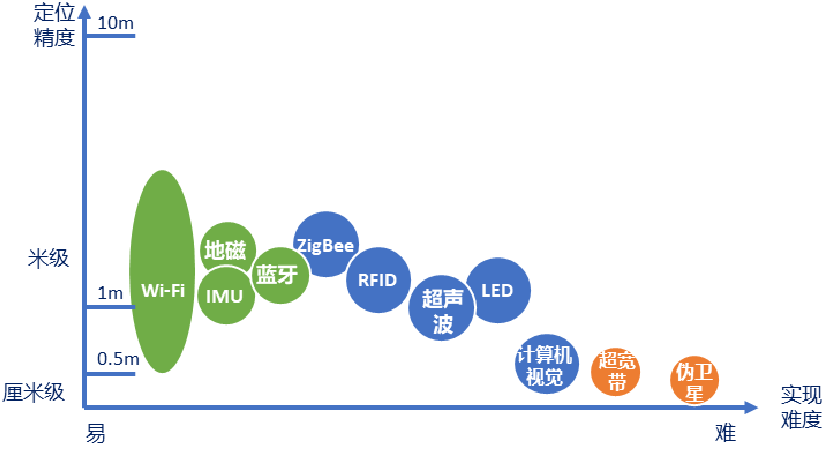 定位
精度
10m
米级
1m
0.5m
厘米级
Wi-Fi
地磁
IMU
蓝牙
ZigBee
RFID
超声
波
LED
计算机
视觉
超宽
带
伪卫
星
易
难
实现
难度